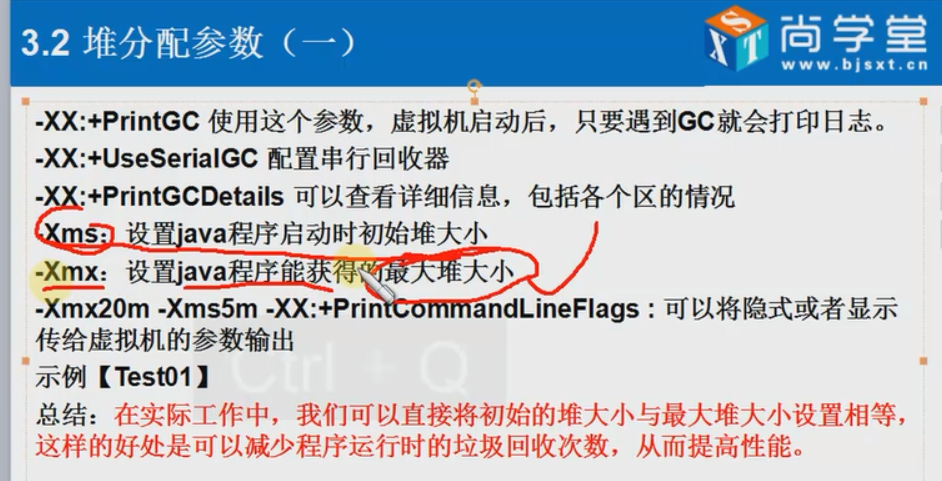 3.2 堆分配参数（一）
SXT
尚学堂
www.bjsxt.cn
-XX:+PrintGC 使用这个参数，虚拟机启动后，只要遇到GC就会打印日志。
-XX:+UseSerialGC 配置串行回收器
-XX:+PrintGCDetails 可以查看详细信息，包括各个区的情况
-Xms：设置java程序启动时初始堆大小
-Xmx：设置java程序能获得的最大堆大小
-Xmx20m -Xms5m -XX:+PrintCommandLineFlags：可以将隐式或者显示
传给虚拟机的参数输出
Ctrl + Q
示例【Test01】
总结：在实际工作中，我们可以直接将初始的堆大小与最大堆大小设置相等，
这样的好处是可以减少程序运行时的垃圾回收次数，从而提高性能。